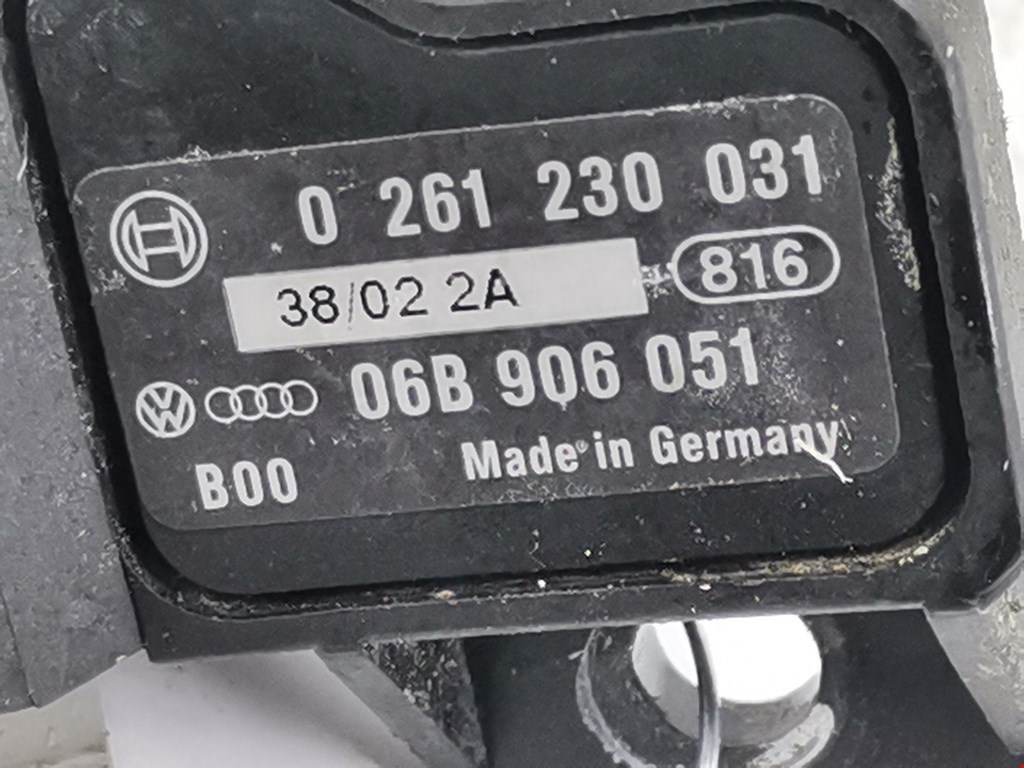 0 261 230 031
38/02 2A
816
06B 906 051
B00
Made in Germany